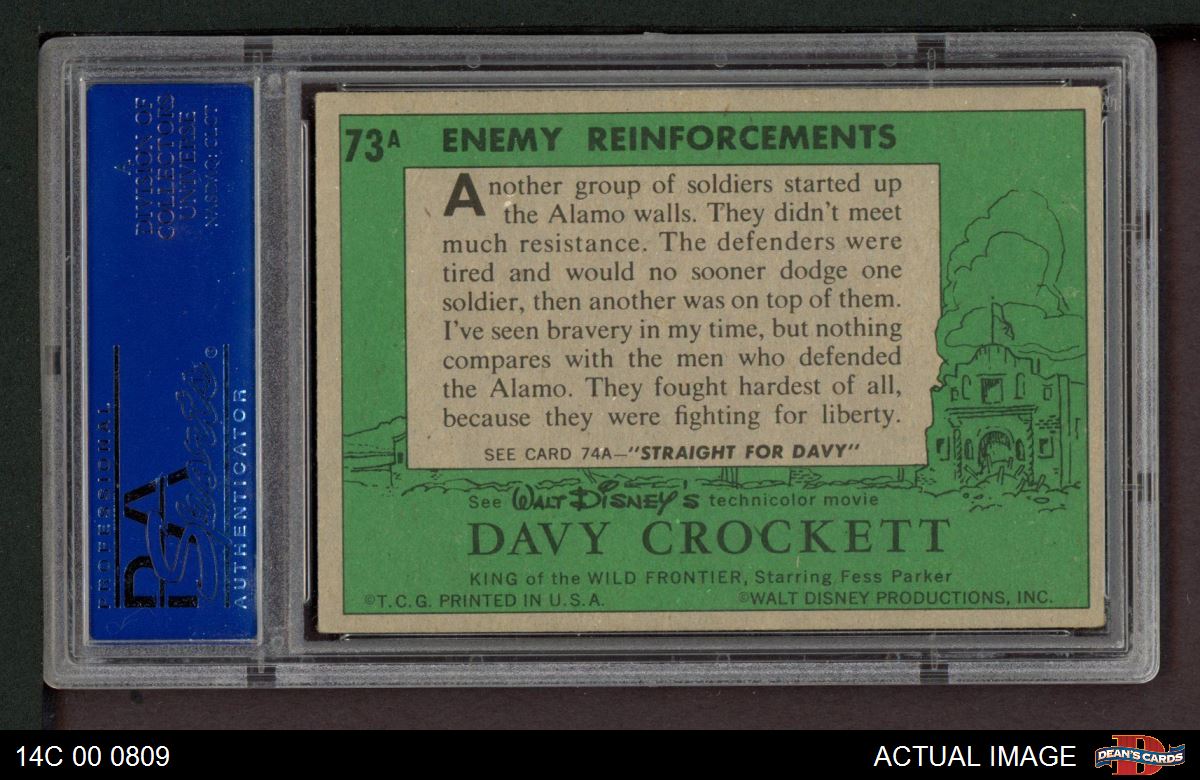 A
DIVISION OF
COLLECTORS
UNIVERSE
NASDAQ: CLCT
PROFESSIONAL
PSA
Sports
AUTHENTICATOR
73A ENEMY REINFORCEMENTS
Another group of soldiers started up
the Alamo walls. They didn't meet
much resistance. The defenders were
tired and would no sooner dodge one
soldier, then another was on top of them.
I've seen bravery in my time, but nothing
compares with the men who defended
the Alamo. They fought hardest of all,
because they were fighting for liberty.
SEE CARD 74A—"STRAIGHT FOR DAVY"
See WALT DISNEY'S technicolor movie
DAVY CROCKETT
KING of the WILD FRONTIER, Starring Fess Parker
©T.C.G. PRINTED IN U.S.A. ©WALT DISNEY PRODUCTIONS, INC.
14C 00 0809
ACTUAL IMAGE
D
DEAN'S CARDS